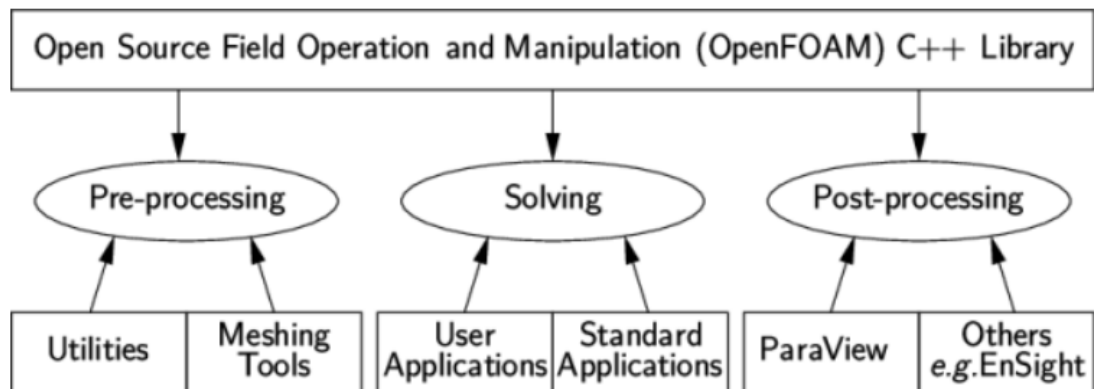 Open Source Field Operation and Manipulation (OpenFOAM) C++ Library
Pre-processing
Solving
Post-processing
Utilities
Meshing
Tools
User
Applications
Standard
Applications
ParaView
Others
e.g.EnSight